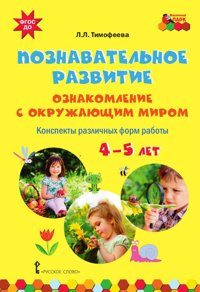 ФГОС
ДО
Л.Л. Тимофеева
ПОЗНАВАТЕЛЬНОЕ
РАЗВИТИЕ
ОЗНАКОМЛЕНИЕ
С ОКРУЖАЮЩИМ МИРОМ
Конспекты различных форм работы
4-5 ЛЕТ
«РУССКОЕ СЛОВО»